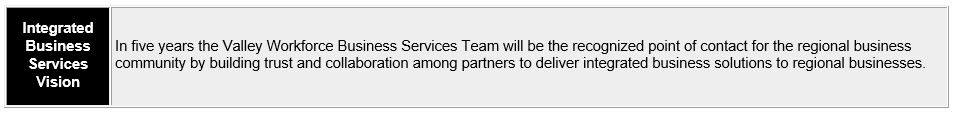 Integrated
Business
Services
Vision
In five years the Valley Workforce Business Services Team will be the recognized point of contact for the regional business
community by building trust and collaboration among partners to deliver integrated business solutions to regional businesses.